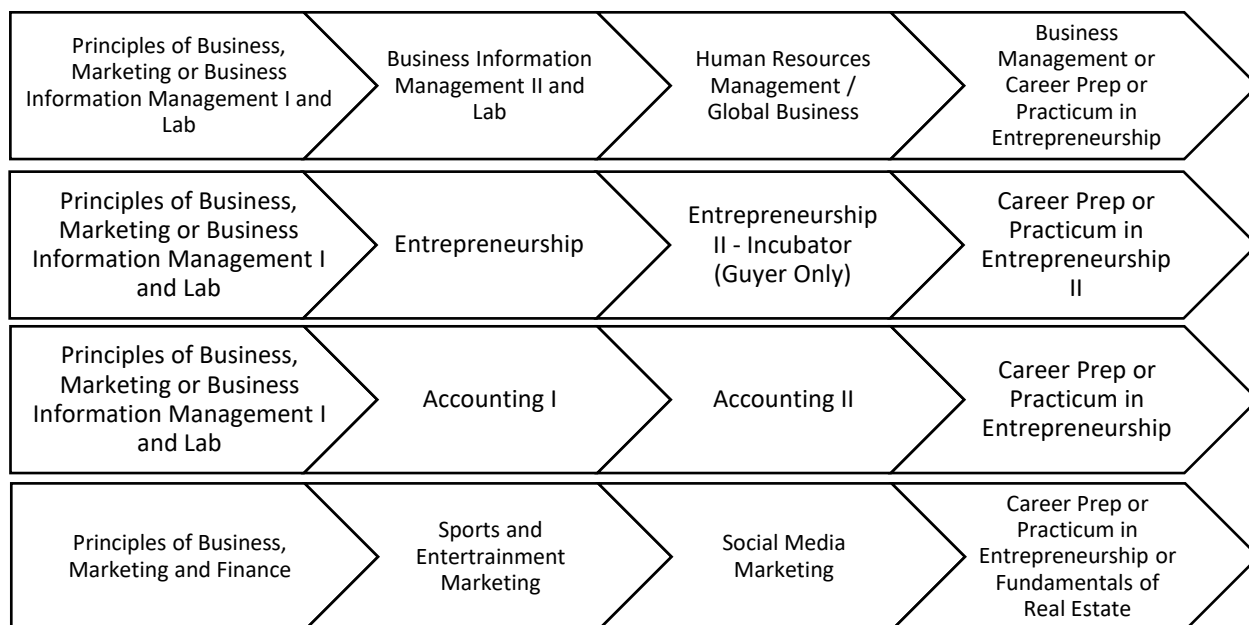 Principles of Business,
Marketing or Business
Information Management I and
Lab
Business Information
Management II and
Lab
Human Resources
Management /
Global Business
Business
Management or
Career Prep or
Practicum in
Entrepreneurship
Principles of Business,
Marketing or Business
Information Management I
and Lab
Entrepreneurship
Entrepreneurship
II - Incubator
(Guyer Only)
Career Prep or
Practicum in
Entrepreneurship
II
Principles of Business,
Marketing or Business
Information Management I
and Lab
Accounting I
Accounting II
Career Prep or
Practicum in
Entrepreneurship
Principles of Business,
Marketing and Finance
Sports and
Entertrainment
Marketing
Social Media
Marketing
Career Prep or
Practicum in
Entrepreneurship or
Fundamentals of
Real Estate